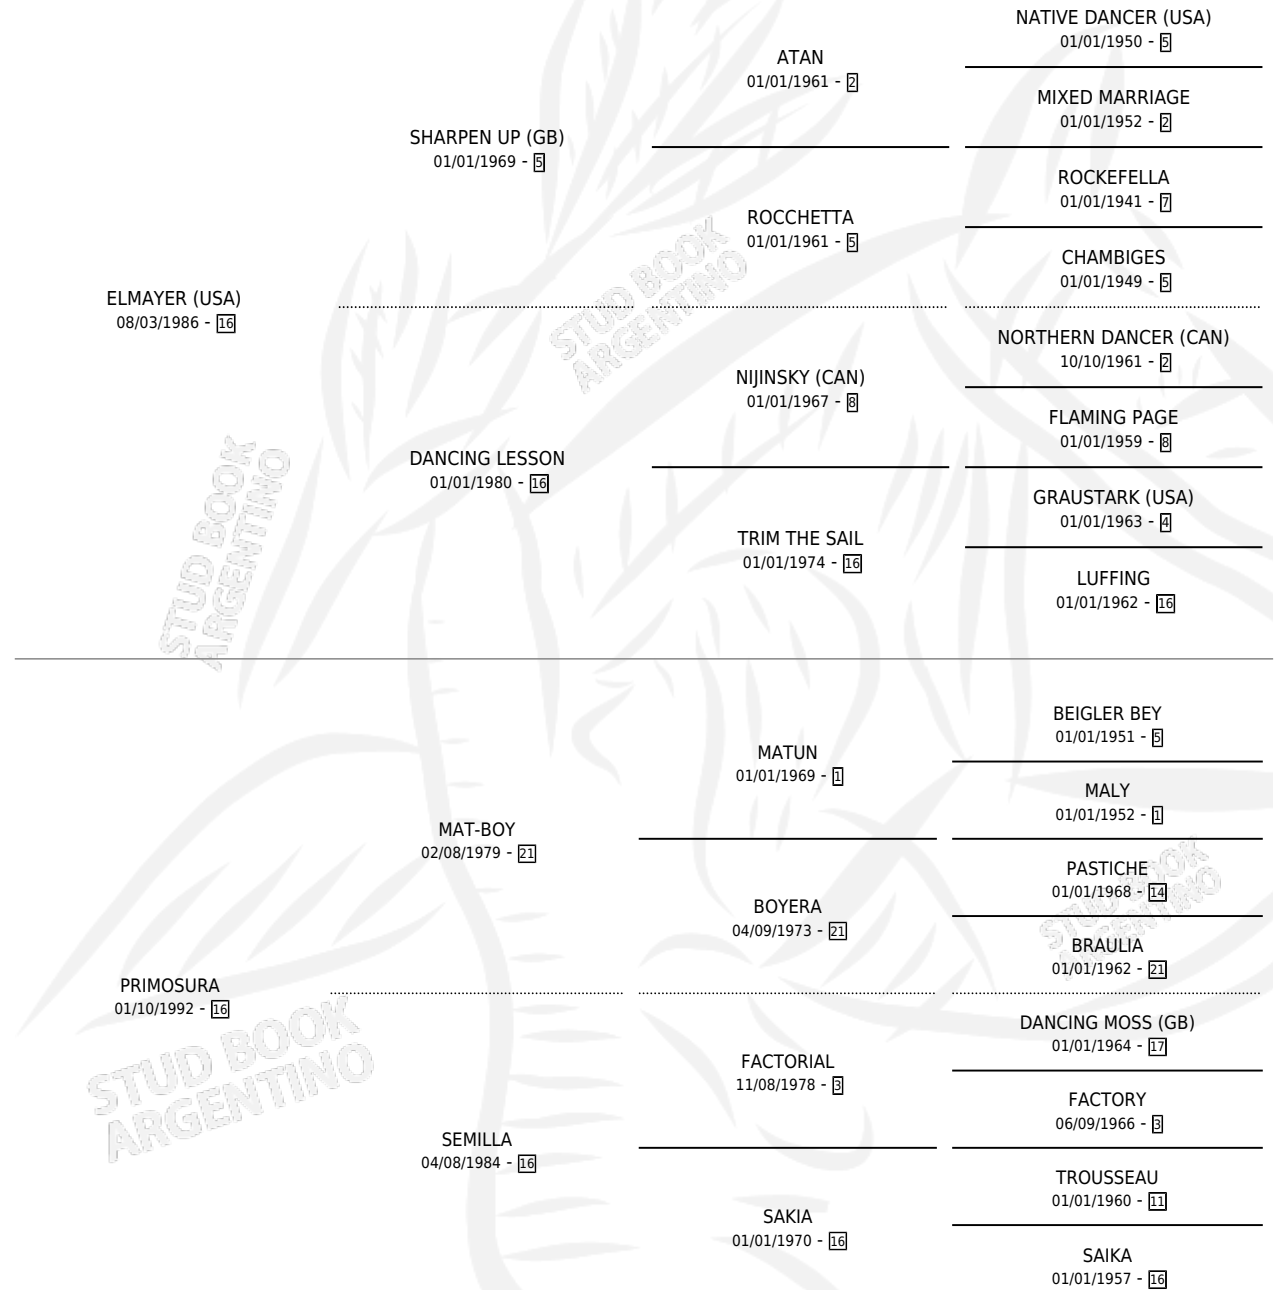 NATIVE DANCER (USA)
01/01/1950 - 5
ATAN
01/01/1961 - 2
MIXED MARRIAGE
01/01/1952 - 2
SHARPEN UP (GB)
01/01/1969 - 5
ROCKEFELLA
01/01/1941 - 7
ROCCHETTA
01/01/1961 - 5
CHAMBIGES
01/01/1949 - 5
ELMAYER (USA)
08/03/1986 - 16
STUD BOOK
ARGENTINO
NORTHERN DANCER (CAN)
10/10/1961 - 2
NIJINSKY (CAN)
01/01/1967 - 8
FLAMING PAGE
01/01/1959 - 8
DANCING LESSON
01/01/1980 - 16
GRAUSTARK (USA)
01/01/1963 - 4
TRIM THE SAIL
01/01/1974 - 16
LUFFING
01/01/1962 - 16
STUD BOOK
ARGENTINO
BEIGLER BEY
01/01/1951 - 5
MATUN
01/01/1969 - 1
MALY
01/01/1952 - 1
MAT-BOY
02/08/1979 - 21
PASTICHE
01/01/1968 - 14
BOYERA
04/09/1973 - 21
BRAULIA
01/01/1962 - 21
STUD BOOK
ARGENTINO
PRIMOSURA
01/10/1992 - 16
DANCING MOSS (GB)
01/01/1964 - 17
FACTORIAL
11/08/1978 - 3
FACTORY
06/09/1966 - 3
STUD BOOK
ARGENTINO
SEMILLA
04/08/1984 - 16
TROUSSEAU
01/01/1960 - 11
SAKIA
01/01/1970 - 16
SAIKA
01/01/1957 - 16